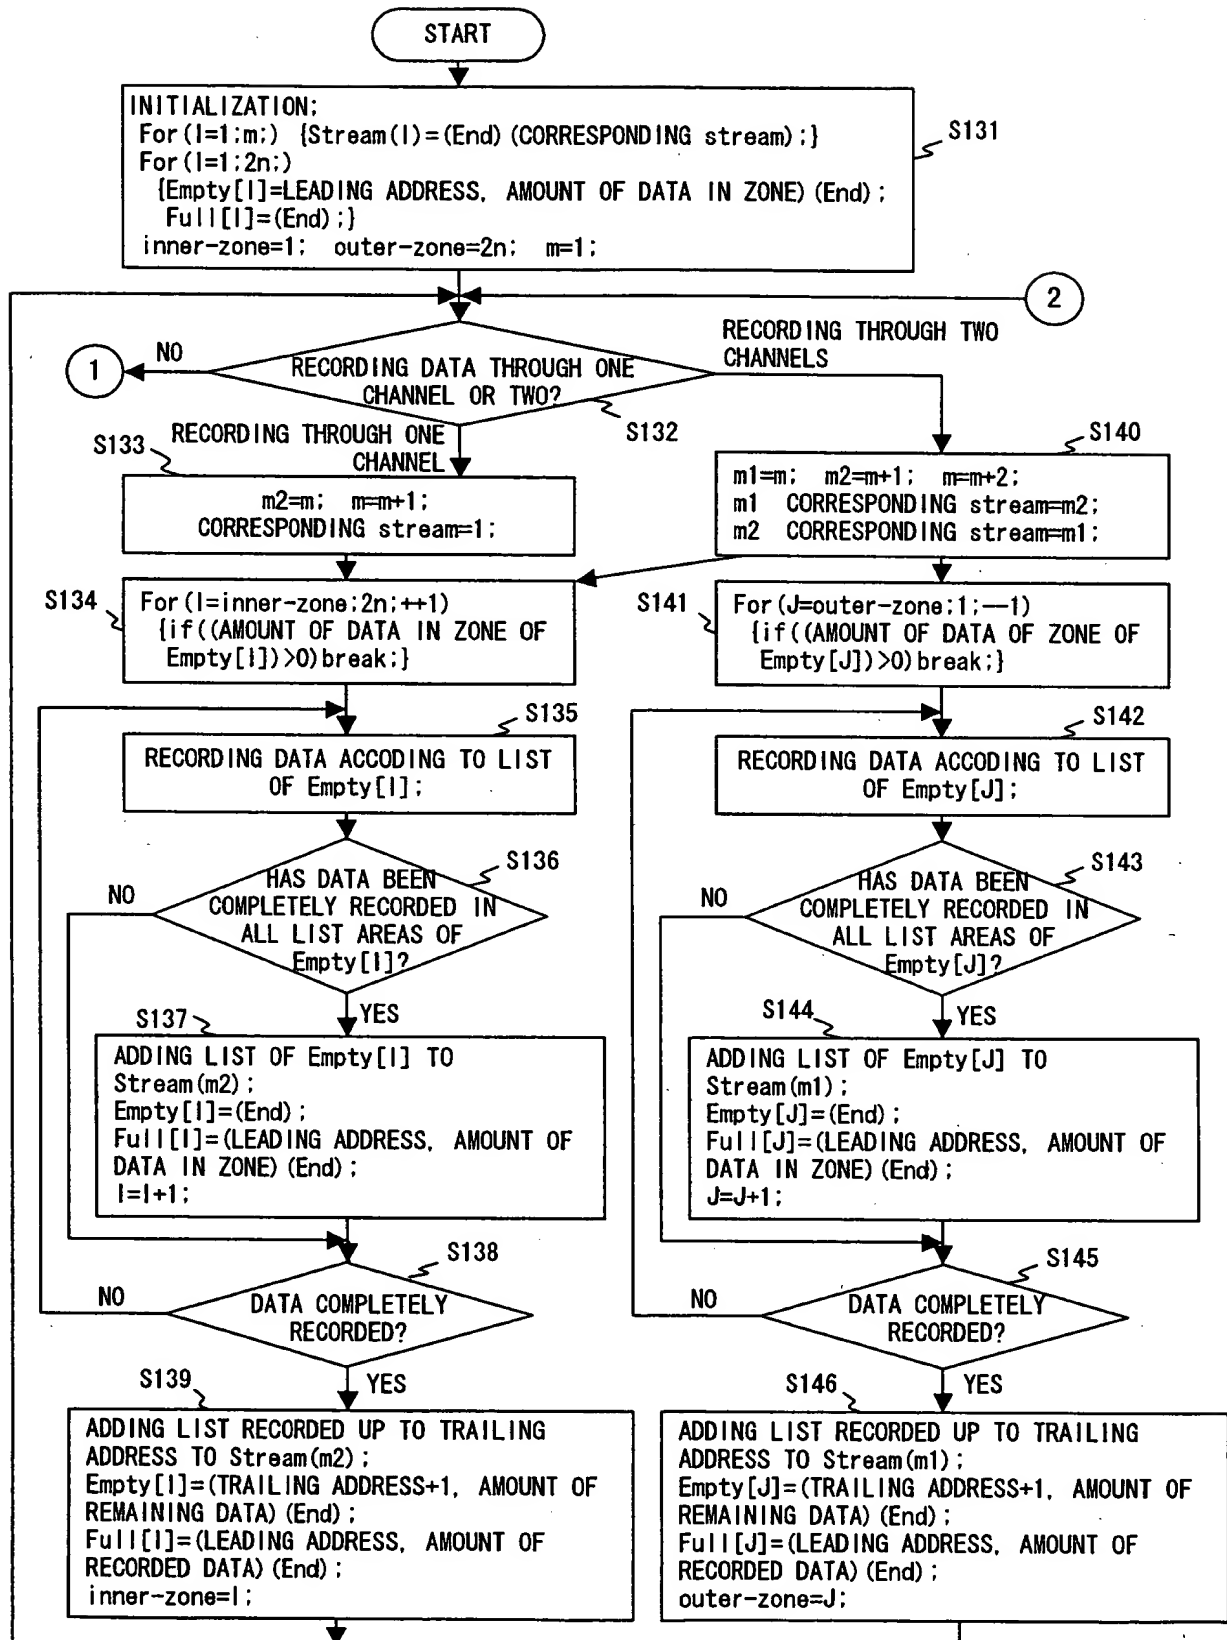 START
INITIALIZATION;
For(I=1;m;) {Stream(I)=(End)(CORRESPONDING stream);}
For(I=1;2n;)
{Empty[I]=LEADING ADDRESS, AMOUNT OF DATA IN ZONE)(End);
Full[I]=(End);}
inner-zone=1; outer-zone=2n; m=1;
S131
2
1
NO
RECORDING DATA THROUGH ONE
CHANNEL OR TWO?
S132
RECORDING THROUGH TWO
CHANNELS
RECORDING THROUGH ONE
CHANNEL
S133
m2=m; m=m+1;
CORRESPONDING stream=1;
S140
m1=m; m2=m+1; m=m+2;
m1 CORRESPONDING stream=m2;
m2 CORRESPONDING stream=m1;
S134
For(I=inner-zone;2n;++1)
{if((AMOUNT OF DATA IN ZONE OF
Empty[I])>0)break;}
S141
For(J=outer-zone;1;--1)
{if((AMOUNT OF DATA OF ZONE OF
Empty[J])>0)break;}
S135
RECORDING DATA ACCODING TO LIST
OF Empty[I];
S142
RECORDING DATA ACCODING TO LIST
OF Empty[J];
S136
NO
HAS DATA BEEN
COMPLETELY RECORDED IN
ALL LIST AREAS OF
Empty[I]?
YES
S143
NO
HAS DATA BEEN
COMPLETELY RECORDED IN
ALL LIST AREAS OF
Empty[J]?
YES
S137
ADDING LIST OF Empty[I] TO
Stream(m2);
Empty[I]=(End);
Full[I]=(LEADING ADDRESS, AMOUNT OF
DATA IN ZONE)(End);
I=I+1;
S144
ADDING LIST OF Empty[J] TO
Stream(m1);
Empty[J]=(End);
Full[J]=(LEADING ADDRESS, AMOUNT OF
DATA IN ZONE)(End);
J=J+1;
S138
NO
DATA COMPLETELY
RECORDED?
YES
S145
NO
DATA COMPLETELY
RECORDED?
YES
S139
ADDING LIST RECORDED UP TO TRAILING
ADDRESS TO Stream(m2);
Empty[I]=(TRAILING ADDRESS+1, AMOUNT OF
REMAINING DATA)(End);
Full[I]=(LEADING ADDRESS, AMOUNT OF
RECORDED DATA)(End);
inner-zone=I;
S146
ADDING LIST RECORDED UP TO TRAILING
ADDRESS TO Stream(m1);
Empty[J]=(TRAILING ADDRESS+1, AMOUNT OF
REMAINING DATA)(End);
Full[J]=(LEADING ADDRESS, AMOUNT OF
RECORDED DATA)(End);
outer-zone=J;